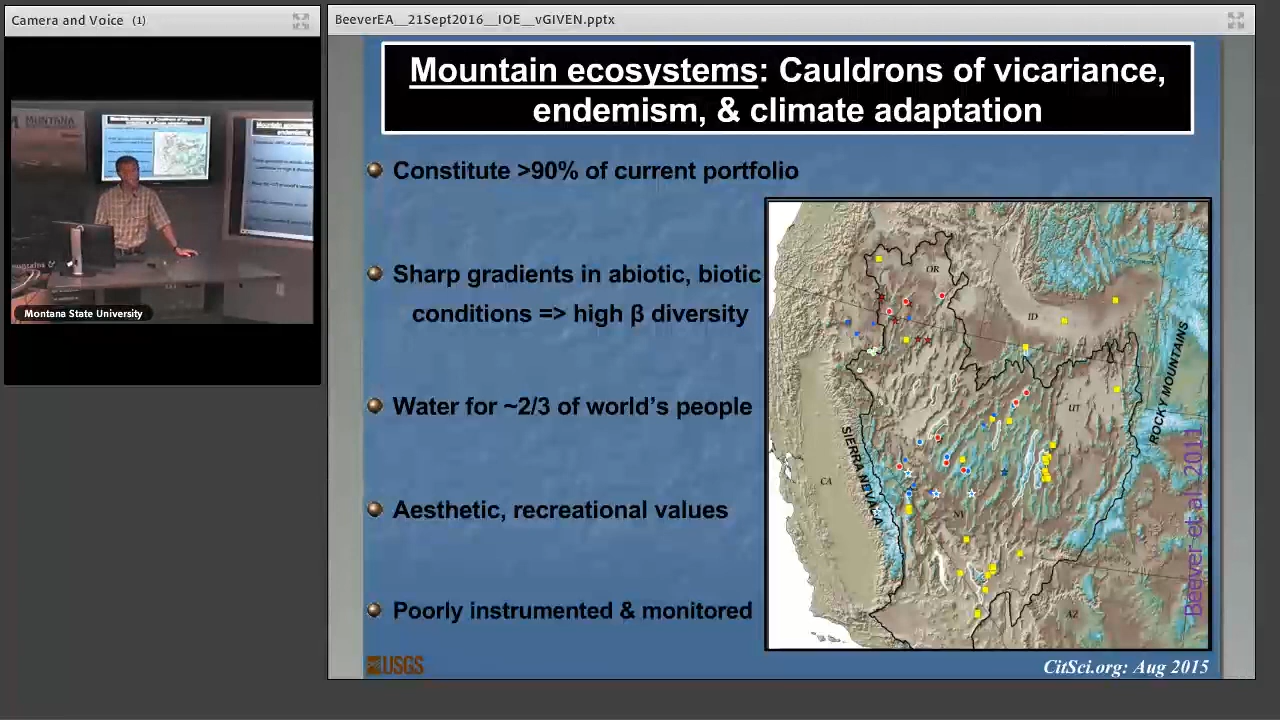 Camera and Voice (1)
BeeverEA__21Sept2016__IOE__vGIVEN.pptx
MONTANA
Montana State University
Mountain ecosystems: Cauldrons of vicariance,
endemism, & climate adaptation
Constitute >90% of current portfolio
Sharp gradients in abiotic, biotic
conditions => high β diversity
Water for ~2/3 of world's people
Aesthetic, recreational values
Poorly instrumented & monitored
OR
ID
UT
CA
NV
AZ
SIERRA NEVADA
ROCKY MOUNTAINS
Beever et al. 2011
USGS
CitSci.org: Aug 2015